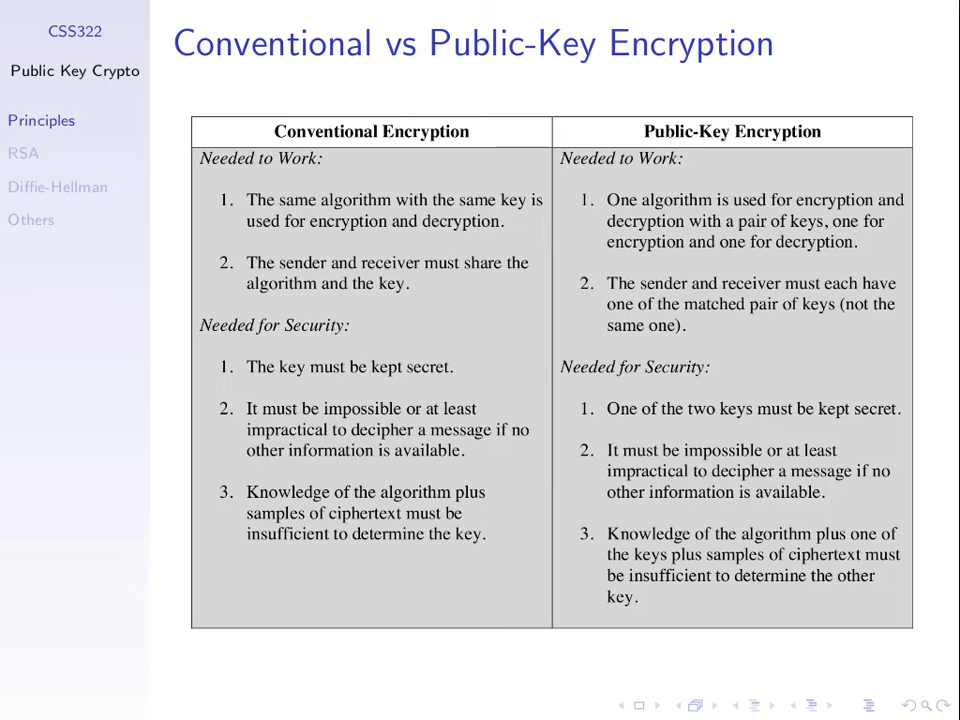 CSS322
Public Key Crypto
Principles
RSA
Diffie-Hellman
Others
Conventional vs Public-Key Encryption
Conventional Encryption
Needed to Work:
1. The same algorithm with the same key is
used for encryption and decryption.
2. The sender and receiver must share the
algorithm and the key.
Needed for Security:
1. The key must be kept secret.
2. It must be impossible or at least
impractical to decipher a message if no
other information is available.
3. Knowledge of the algorithm plus
samples of ciphertext must be
insufficient to determine the key.
Public-Key Encryption
Needed to Work:
1. One algorithm is used for encryption and
decryption with a pair of keys, one for
encryption and one for decryption.
2. The sender and receiver must each have
one of the matched pair of keys (not the
same one).
Needed for Security:
1. One of the two keys must be kept secret.
2. It must be impossible or at least
impractical to decipher a message if no
other information is available.
3. Knowledge of the algorithm plus one of
the keys plus samples of ciphertext must
be insufficient to determine the other
key.